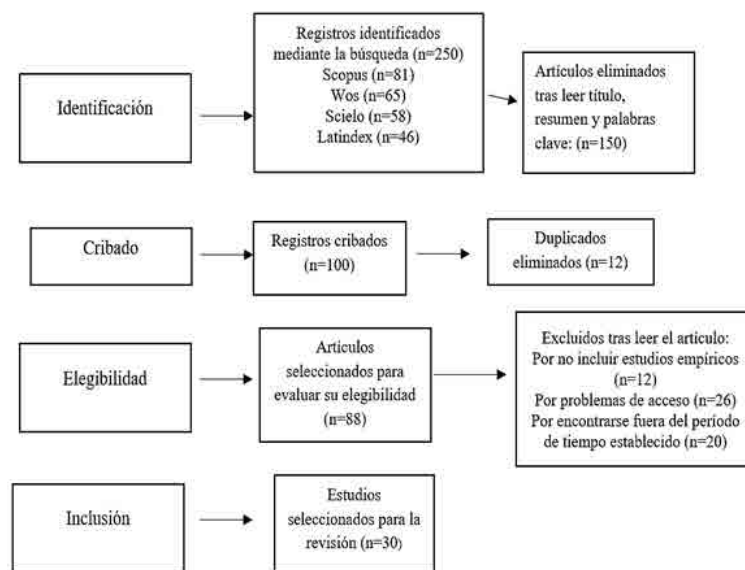 Identificación
Registros identificados
mediante la búsqueda (n=250)
Scopus (n=81)
Wos (n=65)
Scielo (n=58)
Latindex (n=46)
Artículos eliminados
tras leer título,
resumen y palabras
clave: (n=150)
Cribado
Registros cribados
(n=100)
Duplicados
eliminados (n=12)
Elegibilidad
Artículos
seleccionados para
evaluar su elegibilidad
(n=88)
Excluidos tras leer el artículo:
Por no incluir estudios empíricos
(n=12)
Por problemas de acceso (n=26)
Por encontrarse fuera del período
de tiempo establecido (n=20)
Inclusión
Estudios
seleccionados para la
revisión (n=30)